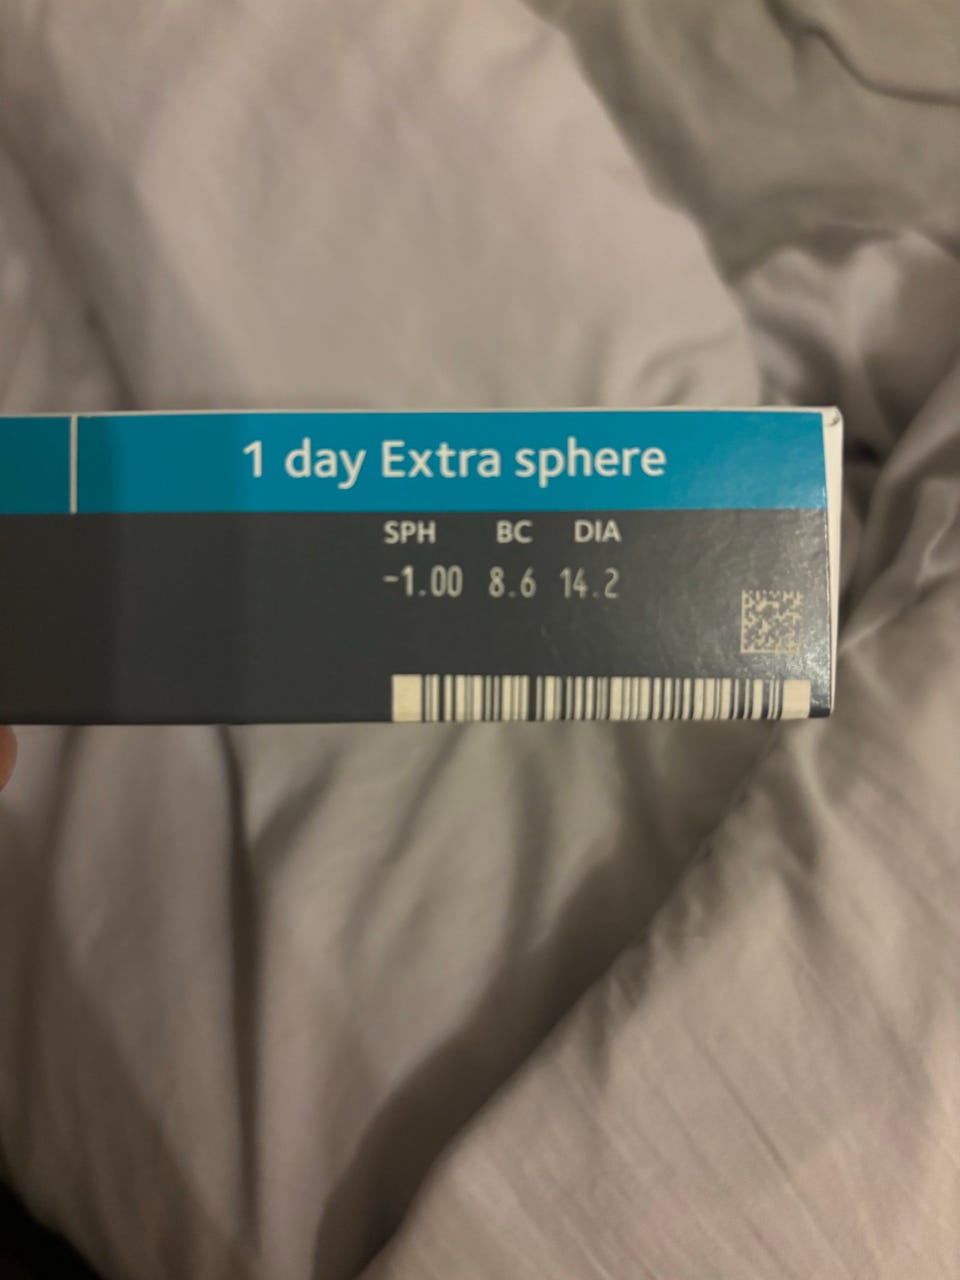 1 day Extra sphere
SPH BC DIA
-1.00 8.6 14.2